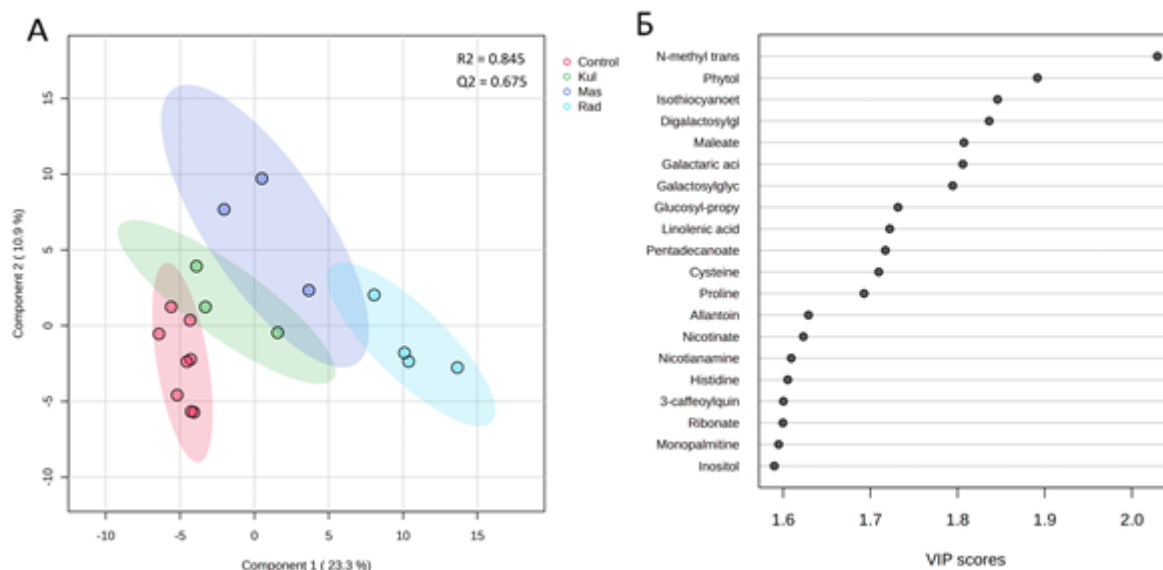 А
R2 = 0.845
Q2 = 0.675
Control
Kul
Mas
Rad
Component 2 ( 10.9 %)
15
10
5
0
-5
-10
-10
-5
0
5
10
15
Component 1 ( 23.3 %)
Б
N-methyl trans
Phytol
Isothiocyanoet
Digalactosylgl
Maleate
Galactaric aci
Galactosylglyc
Glucosyl-propy
Linolenic acid
Pentadecanoate
Cysteine
Proline
Allantoin
Nicotinate
Nicotianamine
Histidine
3-caffeoylquin
Ribonate
Monopalmitine
Inositol
1.6
1.7
1.8
1.9
2.0
VIP scores